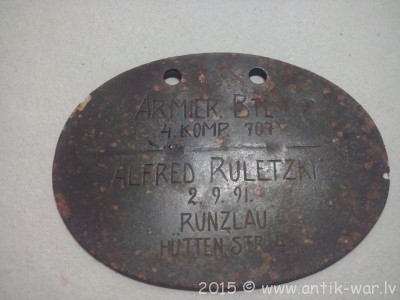 ARMIER. BTL.
4. KOMP. 707
ALFRED RULETZKI
2.9.91.
RUNZLAU
HÜTTEN. STR.
2015 © www.antik-war.lv